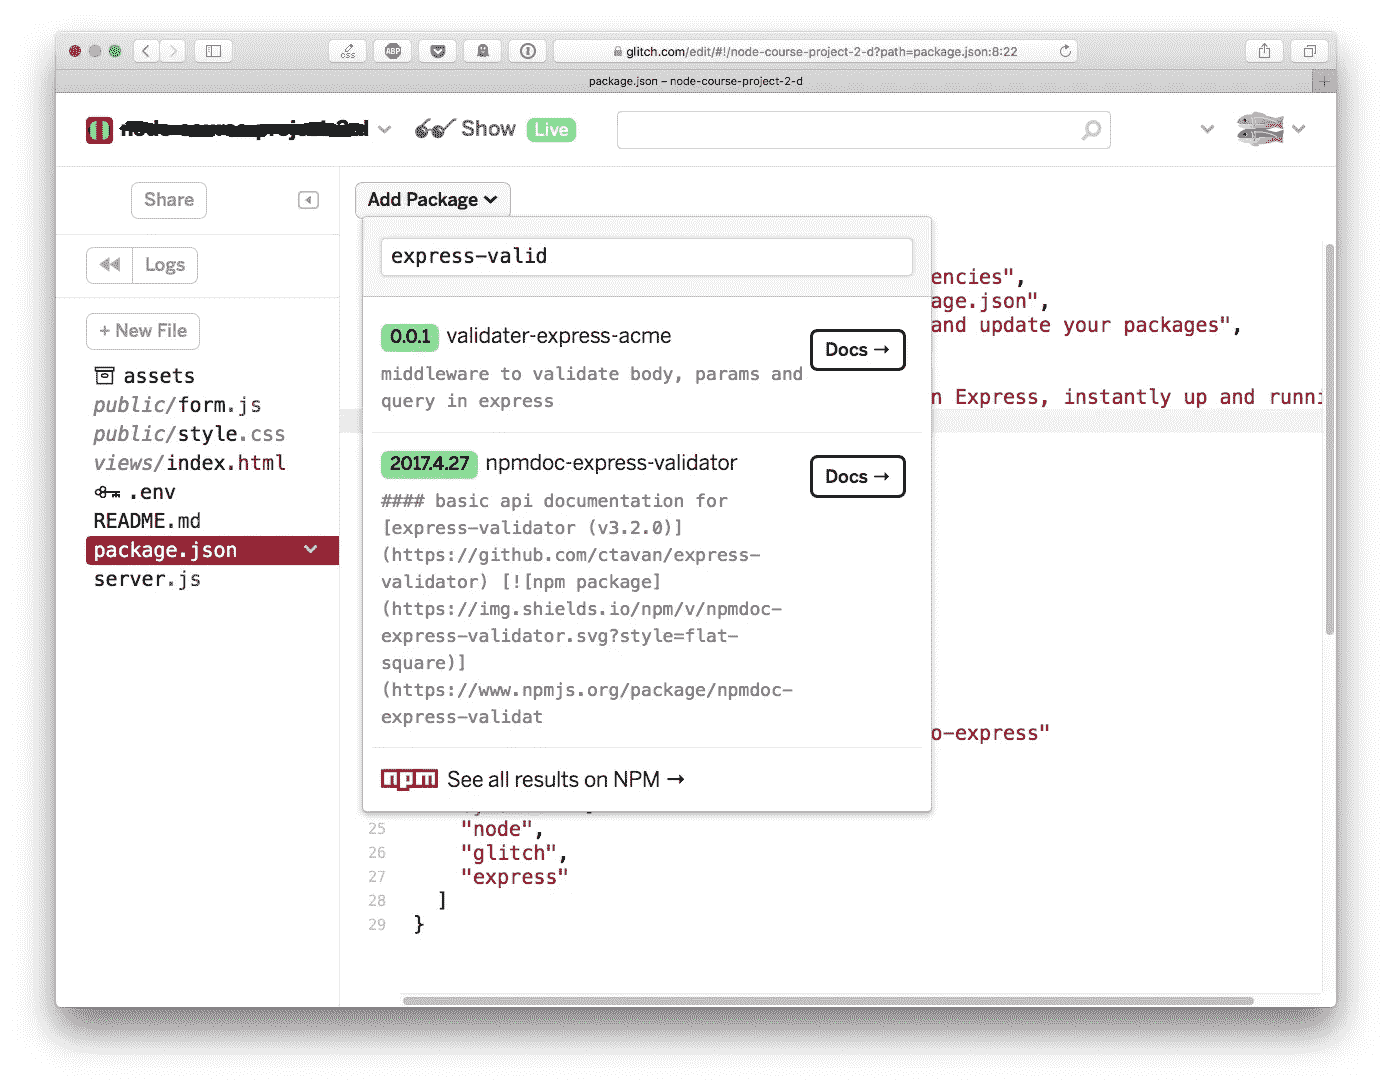 glitch.com/edit/#!/node-course-project-2-d?path=package.json:8:22
package.json – node-course-project-2-d
Show Live
Share
Add Package
express-valid
Logs
+ New File
assets
public/form.js
public/style.css
views/index.html
.env
README.md
package.json
server.js
0.0.1 validater-express-acme
Docs →
middleware to validate body, params and
query in express
2017.4.27 npmdoc-express-validator
Docs →
#### basic api documentation for
[express-validator (v3.2.0)]
(https://github.com/ctavan/express-
validator) [![npm package]
(https://img.shields.io/npm/v/npmdoc-
express-validator.svg?style=flat-
square)]
(https://www.npmjs.org/package/npmdoc-
express-validat
npm See all results on NPM →
encies",
age.json",
and update your packages",
n Express, instantly up and runni
o-express"
25 "node",
26 "glitch",
27 "express"
28 ]
29 }
css
ABP